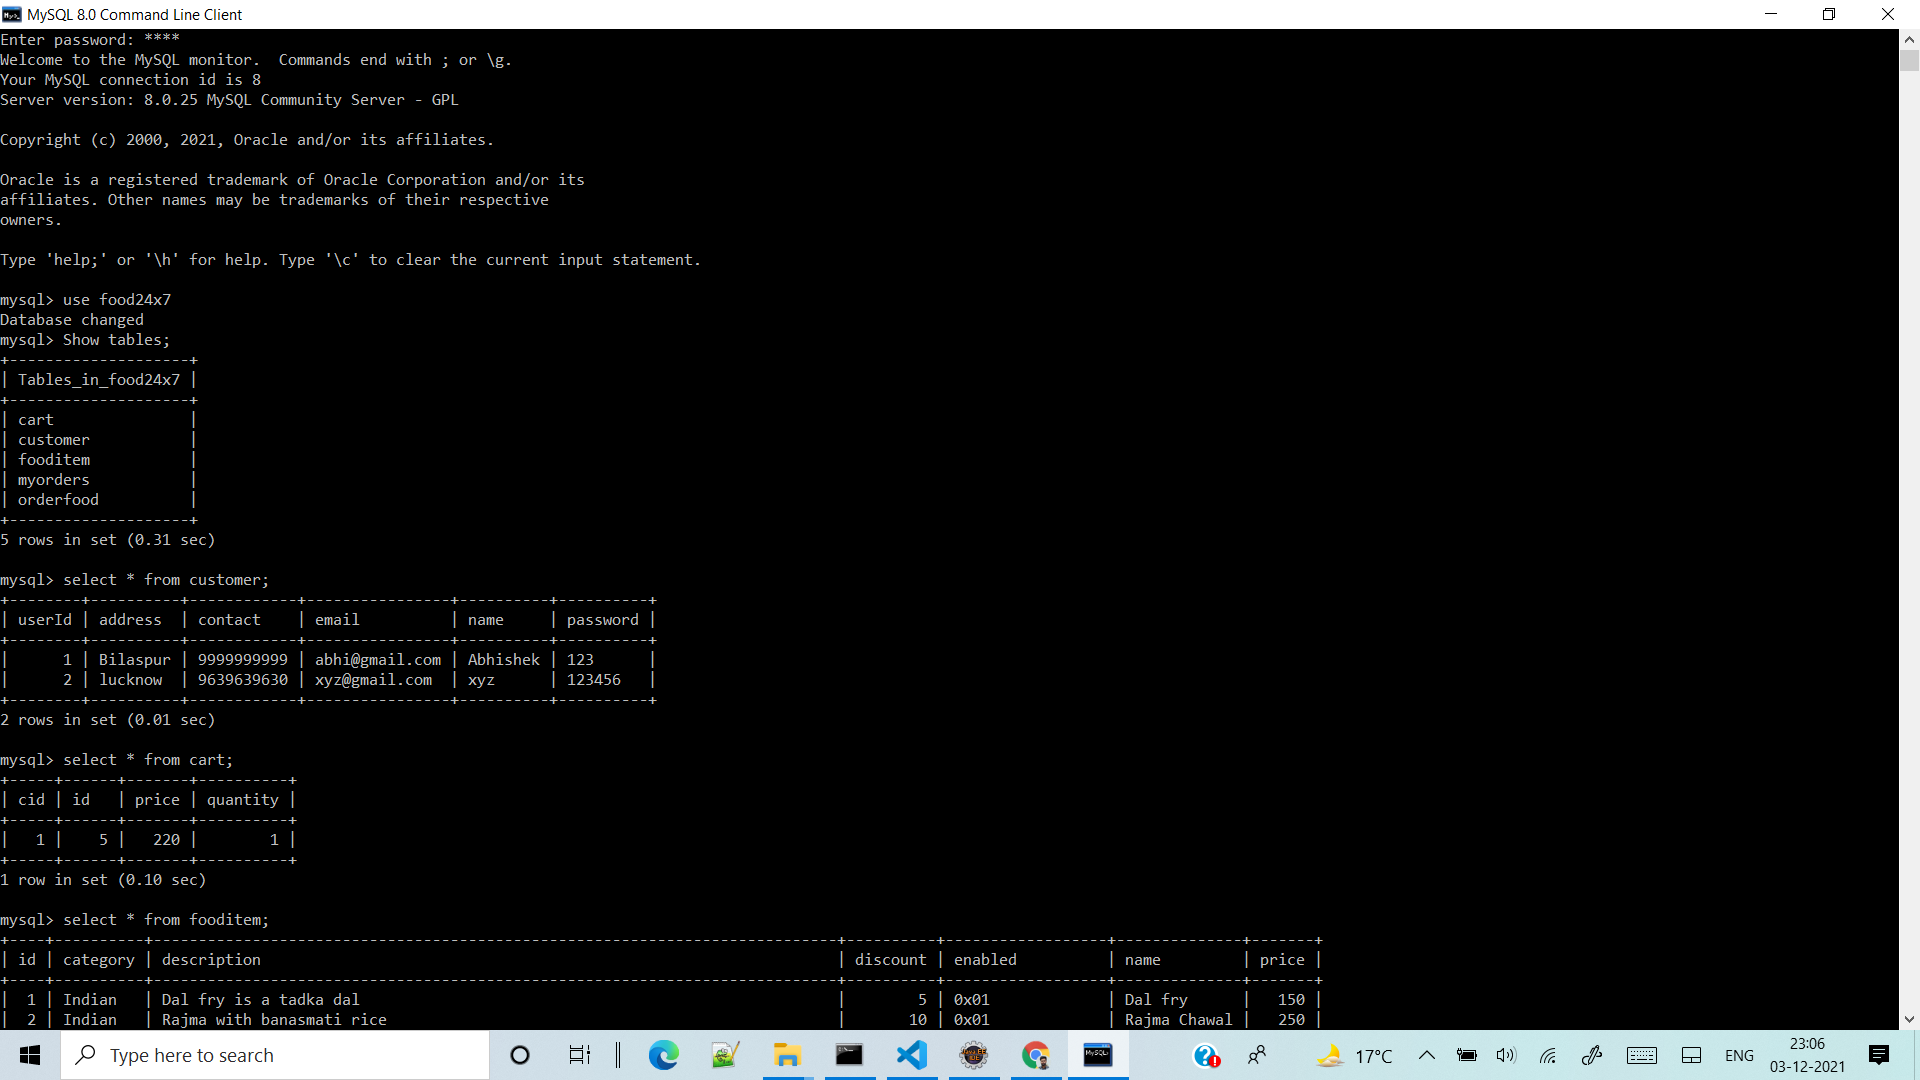 MySQL 8.0 Command Line Client
Enter password: ****
Welcome to the MySQL monitor.  Commands end with ; or \g.
Your MySQL connection id is 8
Server version: 8.0.25 MySQL Community Server - GPL
Copyright (c) 2000, 2021, Oracle and/or its affiliates.
Oracle is a registered trademark of Oracle Corporation and/or its
affiliates. Other names may be trademarks of their respective
owners.
Type 'help;' or '\h' for help. Type '\c' to clear the current input statement.
mysql> use food24x7
Database changed
mysql> Show tables;
+--------------------+
| Tables_in_food24x7 |
+--------------------+
| cart               |
| customer           |
| fooditem           |
| myorders           |
| orderfood          |
+--------------------+
5 rows in set (0.31 sec)
mysql> select * from customer;
+--------+----------+------------+----------------+----------+----------+
| userId | address  | contact    | email          | name     | password |
+--------+----------+------------+----------------+----------+----------+
|      1 | Bilaspur | 9999999999 | abhi@gmail.com | Abhishek | 123      |
|      2 | lucknow  | 9639639630 | xyz@gmail.com  | xyz      | 123456   |
+--------+----------+------------+----------------+----------+----------+
2 rows in set (0.01 sec)
mysql> select * from cart;
+-----+------+-------+----------+
| cid | id   | price | quantity |
+-----+------+-------+----------+
|   1 |    5 |   220 |        1 |
+-----+------+-------+----------+
1 row in set (0.10 sec)
mysql> select * from fooditem;
+----+----------+----------------------------------------------------------------------------+----------+------------------+--------------+-------+
| id | category | description                                                                | discount | enabled          | name         | price |
+----+----------+----------------------------------------------------------------------------+----------+------------------+--------------+-------+
|  1 | Indian   | Dal fry is a tadka dal                                                     |        5 | 0x01             | Dal fry      |   150 |
|  2 | Indian   | Rajma with banasmati rice                                                  |       10 | 0x01             | Rajma Chawal |   250 |
Type here to search
17°C
ENG
23:06
03-12-2021